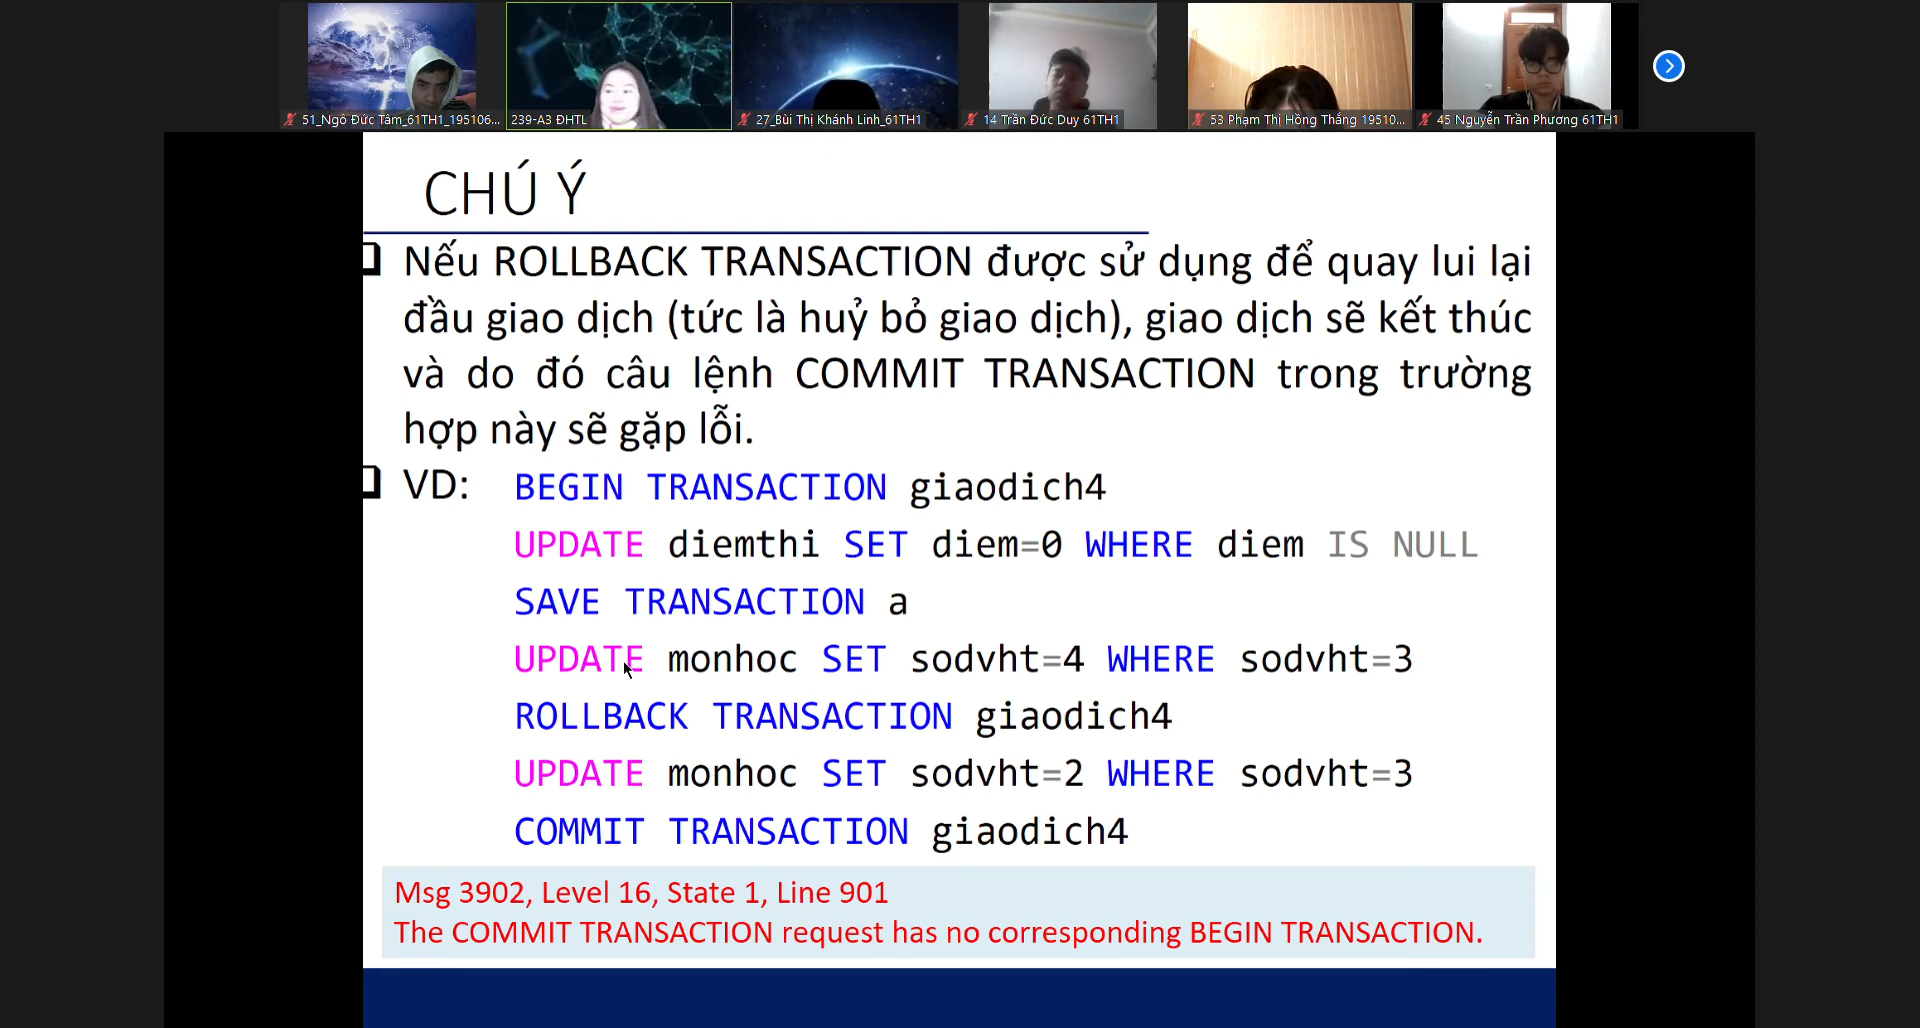 51_Ngô Đức Tâm_61TH1_195106...
239-A3 ĐHTL
27_Bùi Thị Khánh Linh_61TH1
14 Trần Đức Duy 61TH1
53 Phạm Thị Hồng Thắng 19510...
45 Nguyễn Trần Phương 61TH1
CHÚ Ý
Nếu ROLLBACK TRANSACTION được sử dụng để quay lui lại
đầu giao dịch (tức là huỷ bỏ giao dịch), giao dịch sẽ kết thúc
và do đó câu lệnh COMMIT TRANSACTION trong trường
hợp này sẽ gặp lỗi.
VD: BEGIN TRANSACTION giaodich4
UPDATE diemthi SET diem=0 WHERE diem IS NULL
SAVE TRANSACTION a
UPDATE monhoc SET sodvht=4 WHERE sodvht=3
ROLLBACK TRANSACTION giaodich4
UPDATE monhoc SET sodvht=2 WHERE sodvht=3
COMMIT TRANSACTION giaodich4
Msg 3902, Level 16, State 1, Line 901
The COMMIT TRANSACTION request has no corresponding BEGIN TRANSACTION.